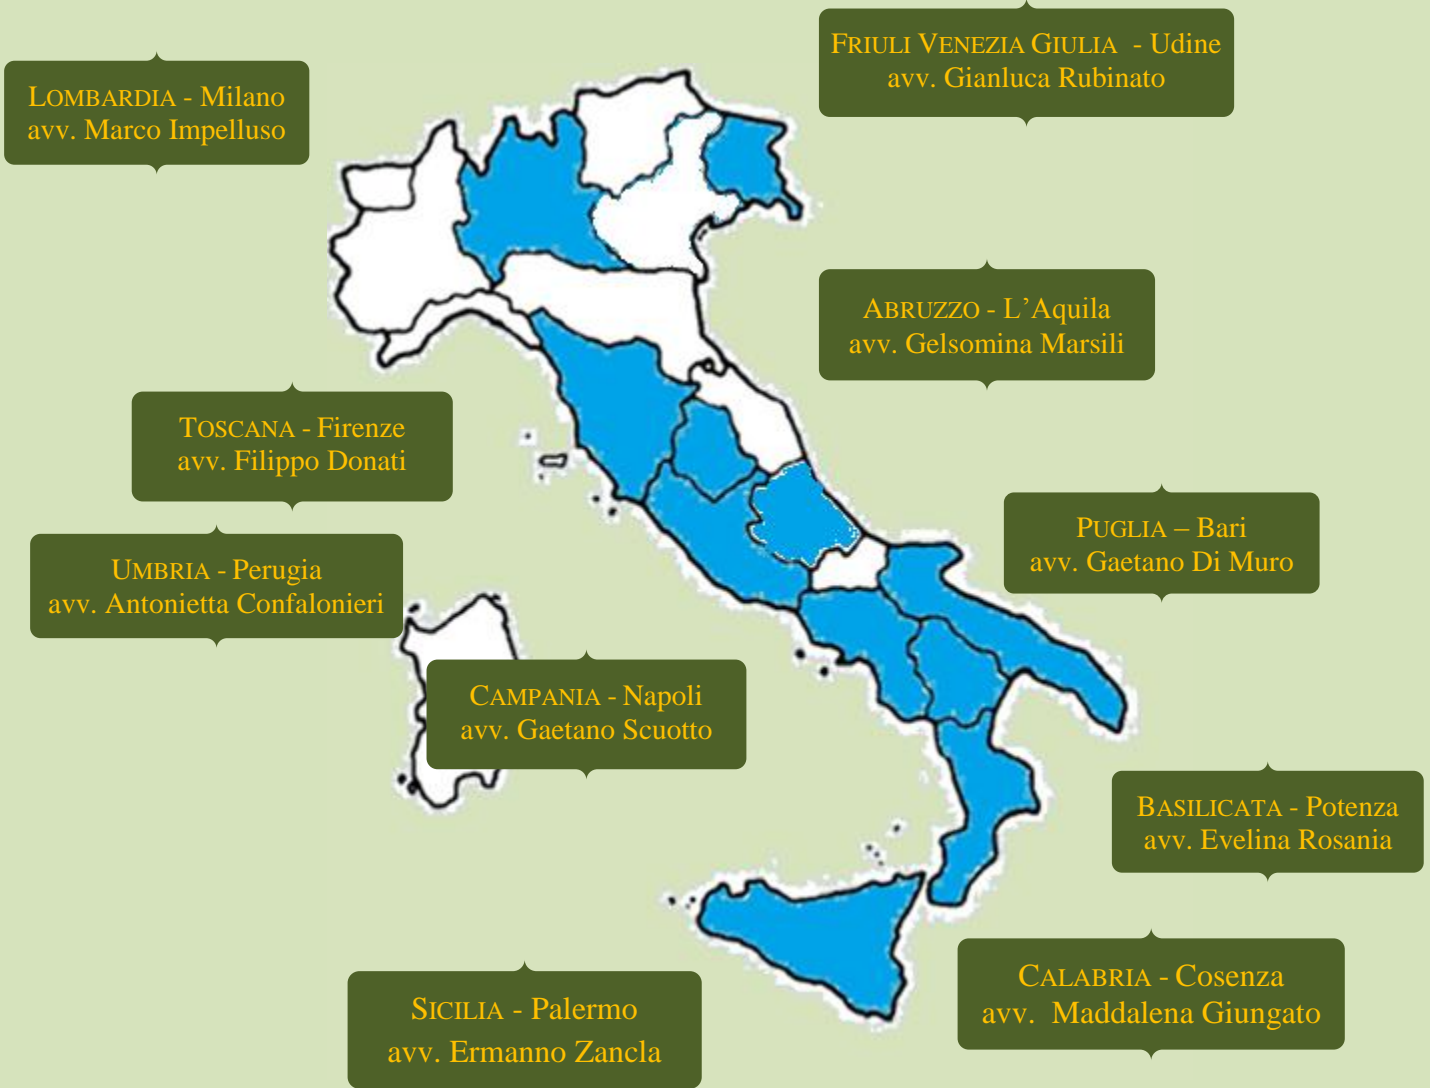 FRIULI VENEZIA GIULIA - Udine
avv. Gianluca Rubinato
LOMBARDIA - Milano
avv. Marco Impelluso
ABRUZZO - L’Aquila
avv. Gelsomina Marsili
TOSCANA - Firenze
avv. Filippo Donati
PUGLIA – Bari
avv. Gaetano Di Muro
UMBRIA - Perugia
avv. Antonietta Confalonieri
CAMPANIA - Napoli
avv. Gaetano Scuotto
BASILICATA - Potenza
avv. Evelina Rosania
CALABRIA - Cosenza
avv. Maddalena Giungato
SICILIA - Palermo
avv. Ermanno Zancla